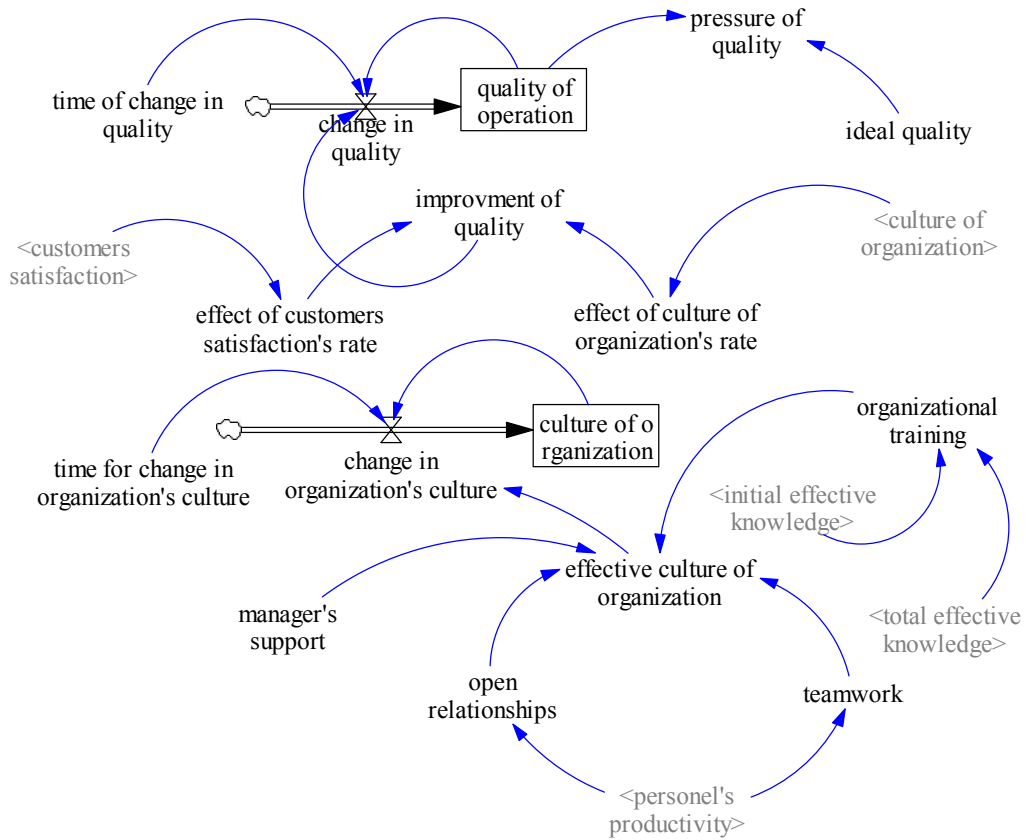 pressure of
quality
time of change in
quality
change in
quality
quality of
operation
ideal quality
improvment of
quality
<customers
satisfaction>
<culture of
organization>
effect of customers
satisfaction's rate
effect of culture of
organization's rate
time for change in
organization's culture
change in
organization's culture
culture of o
rganization
organizational
training
<initial effective
knowledge>
effective culture of
organization
manager's
support
<total effective
knowledge>
open
relationships
teamwork
<personel's
productivity>